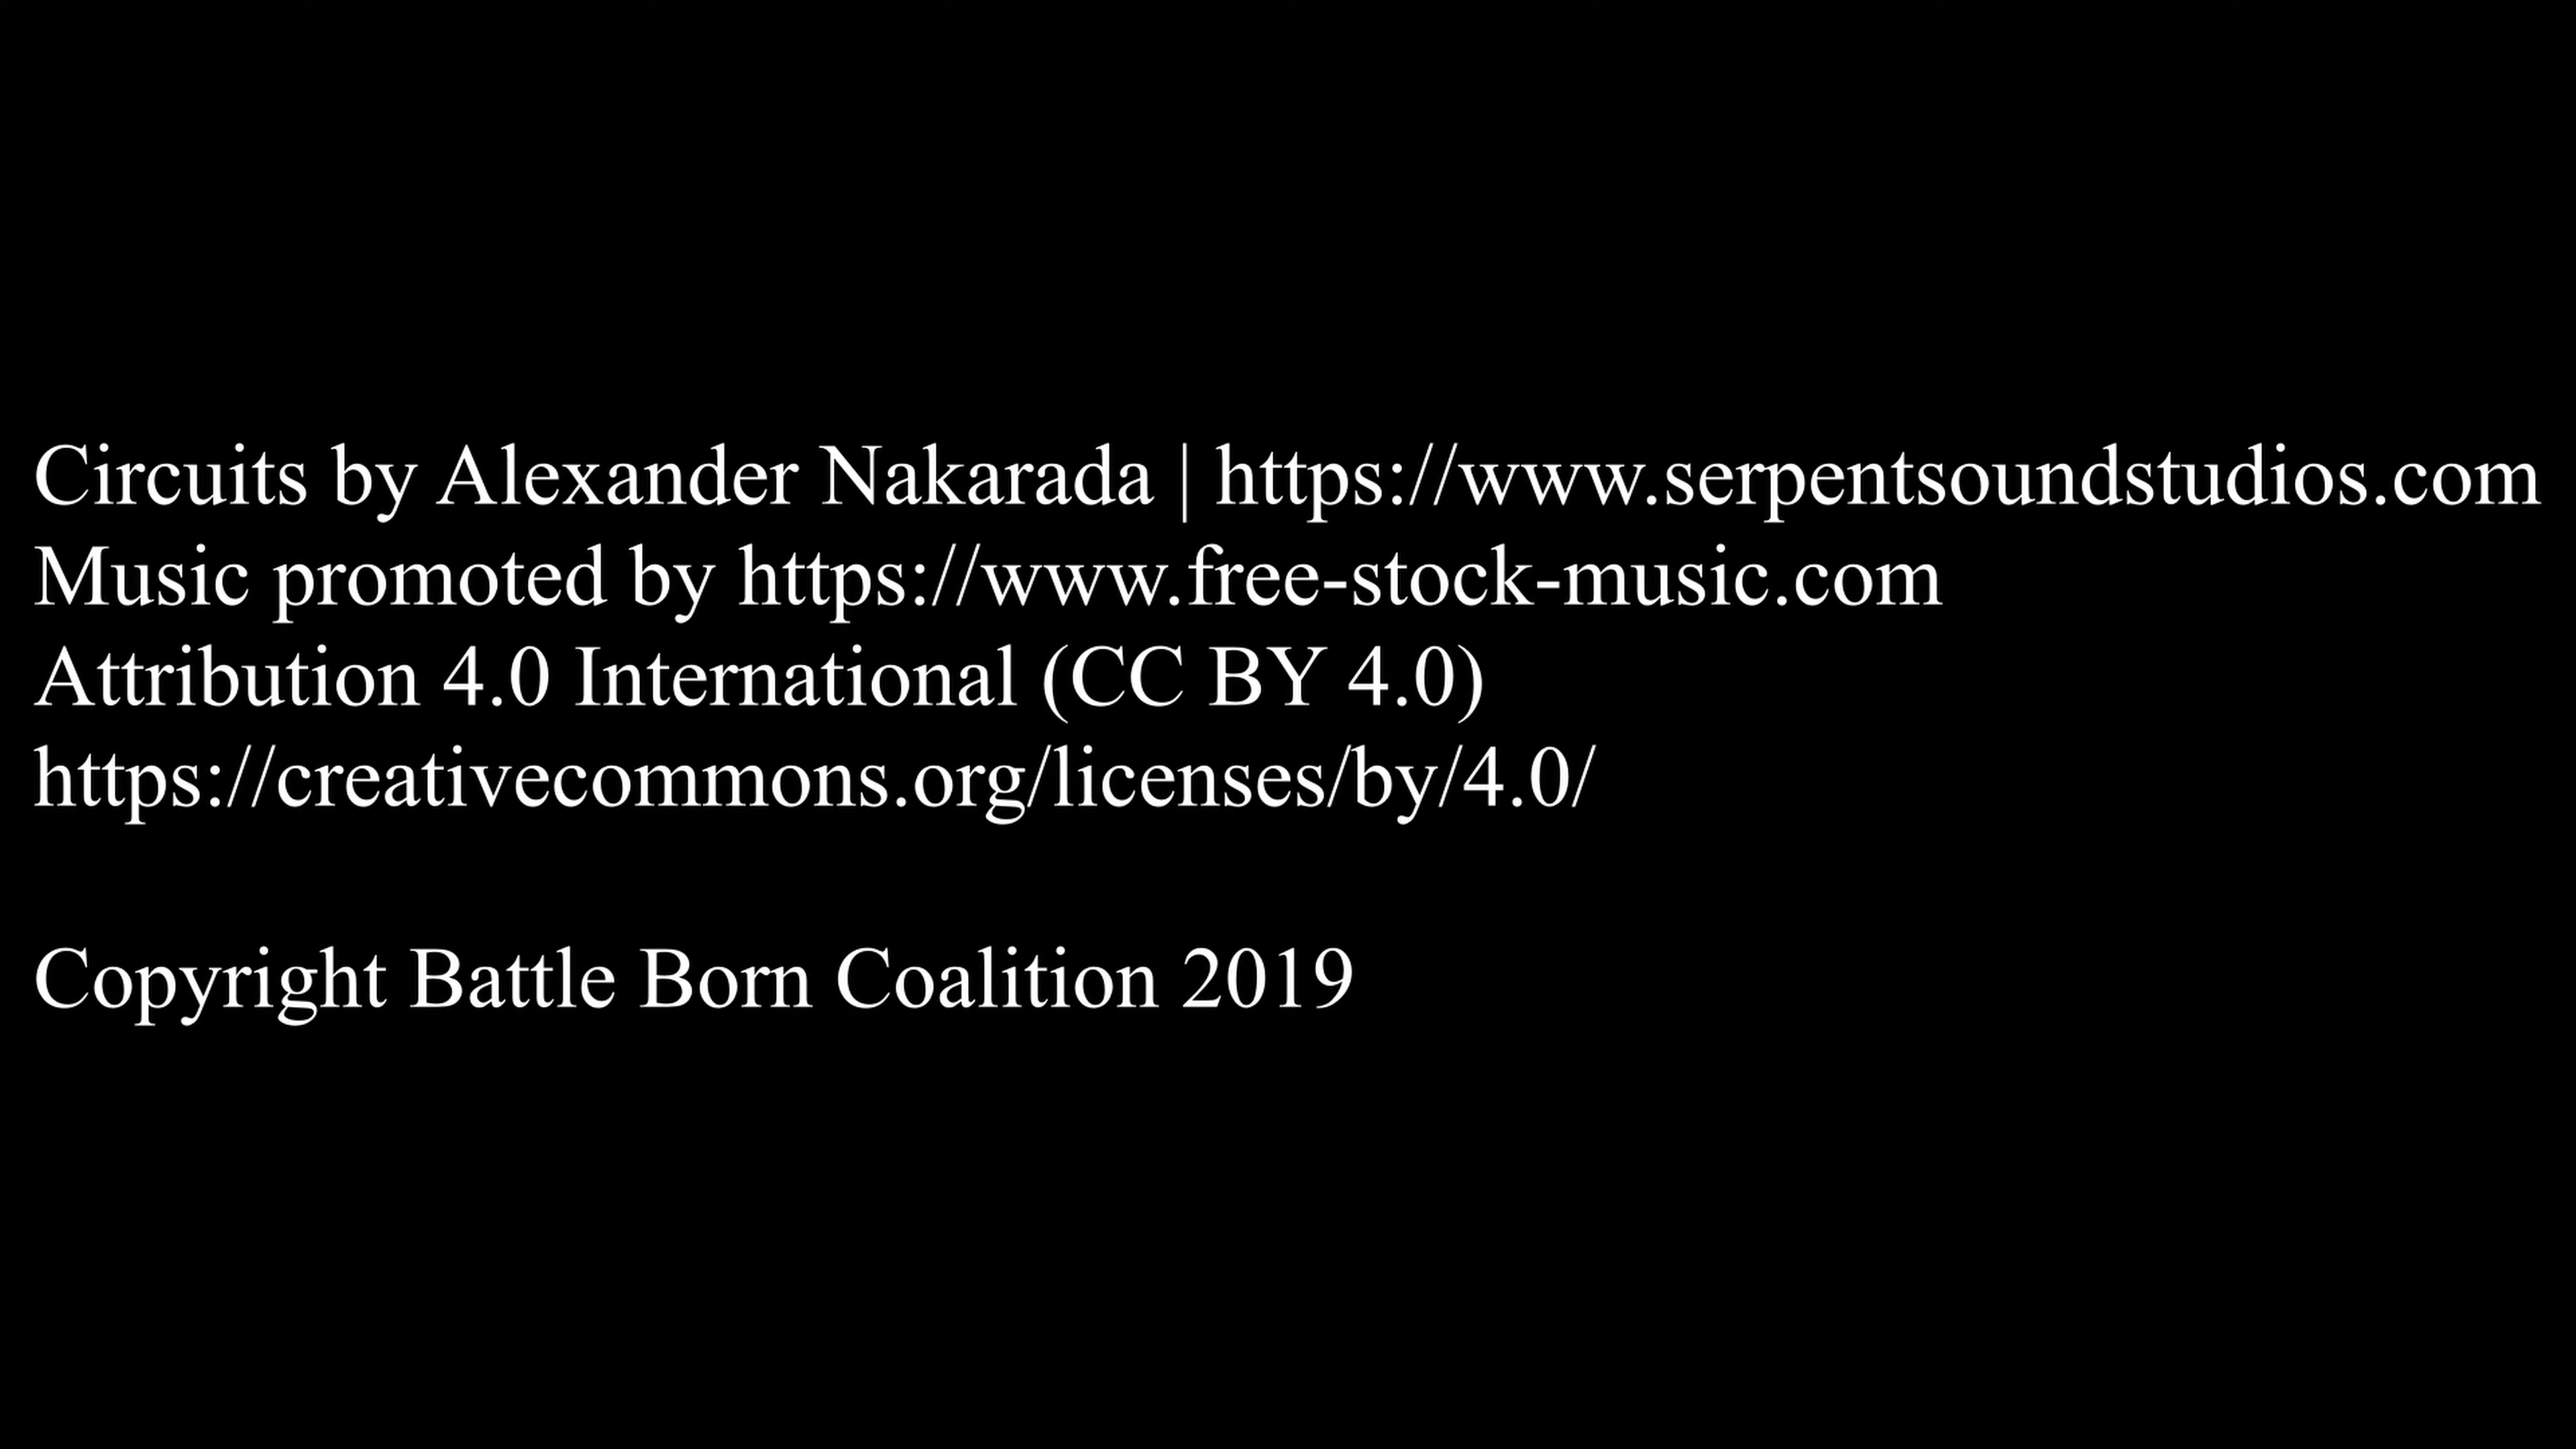 Circuits by Alexander Nakarada | https://www.serpentsoundstudios.com
Music promoted by https://www.free-stock-music.com
Attribution 4.0 International (CC BY 4.0)
https://creativecommons.org/licenses/by/4.0/
Copyright Battle Born Coalition 2019